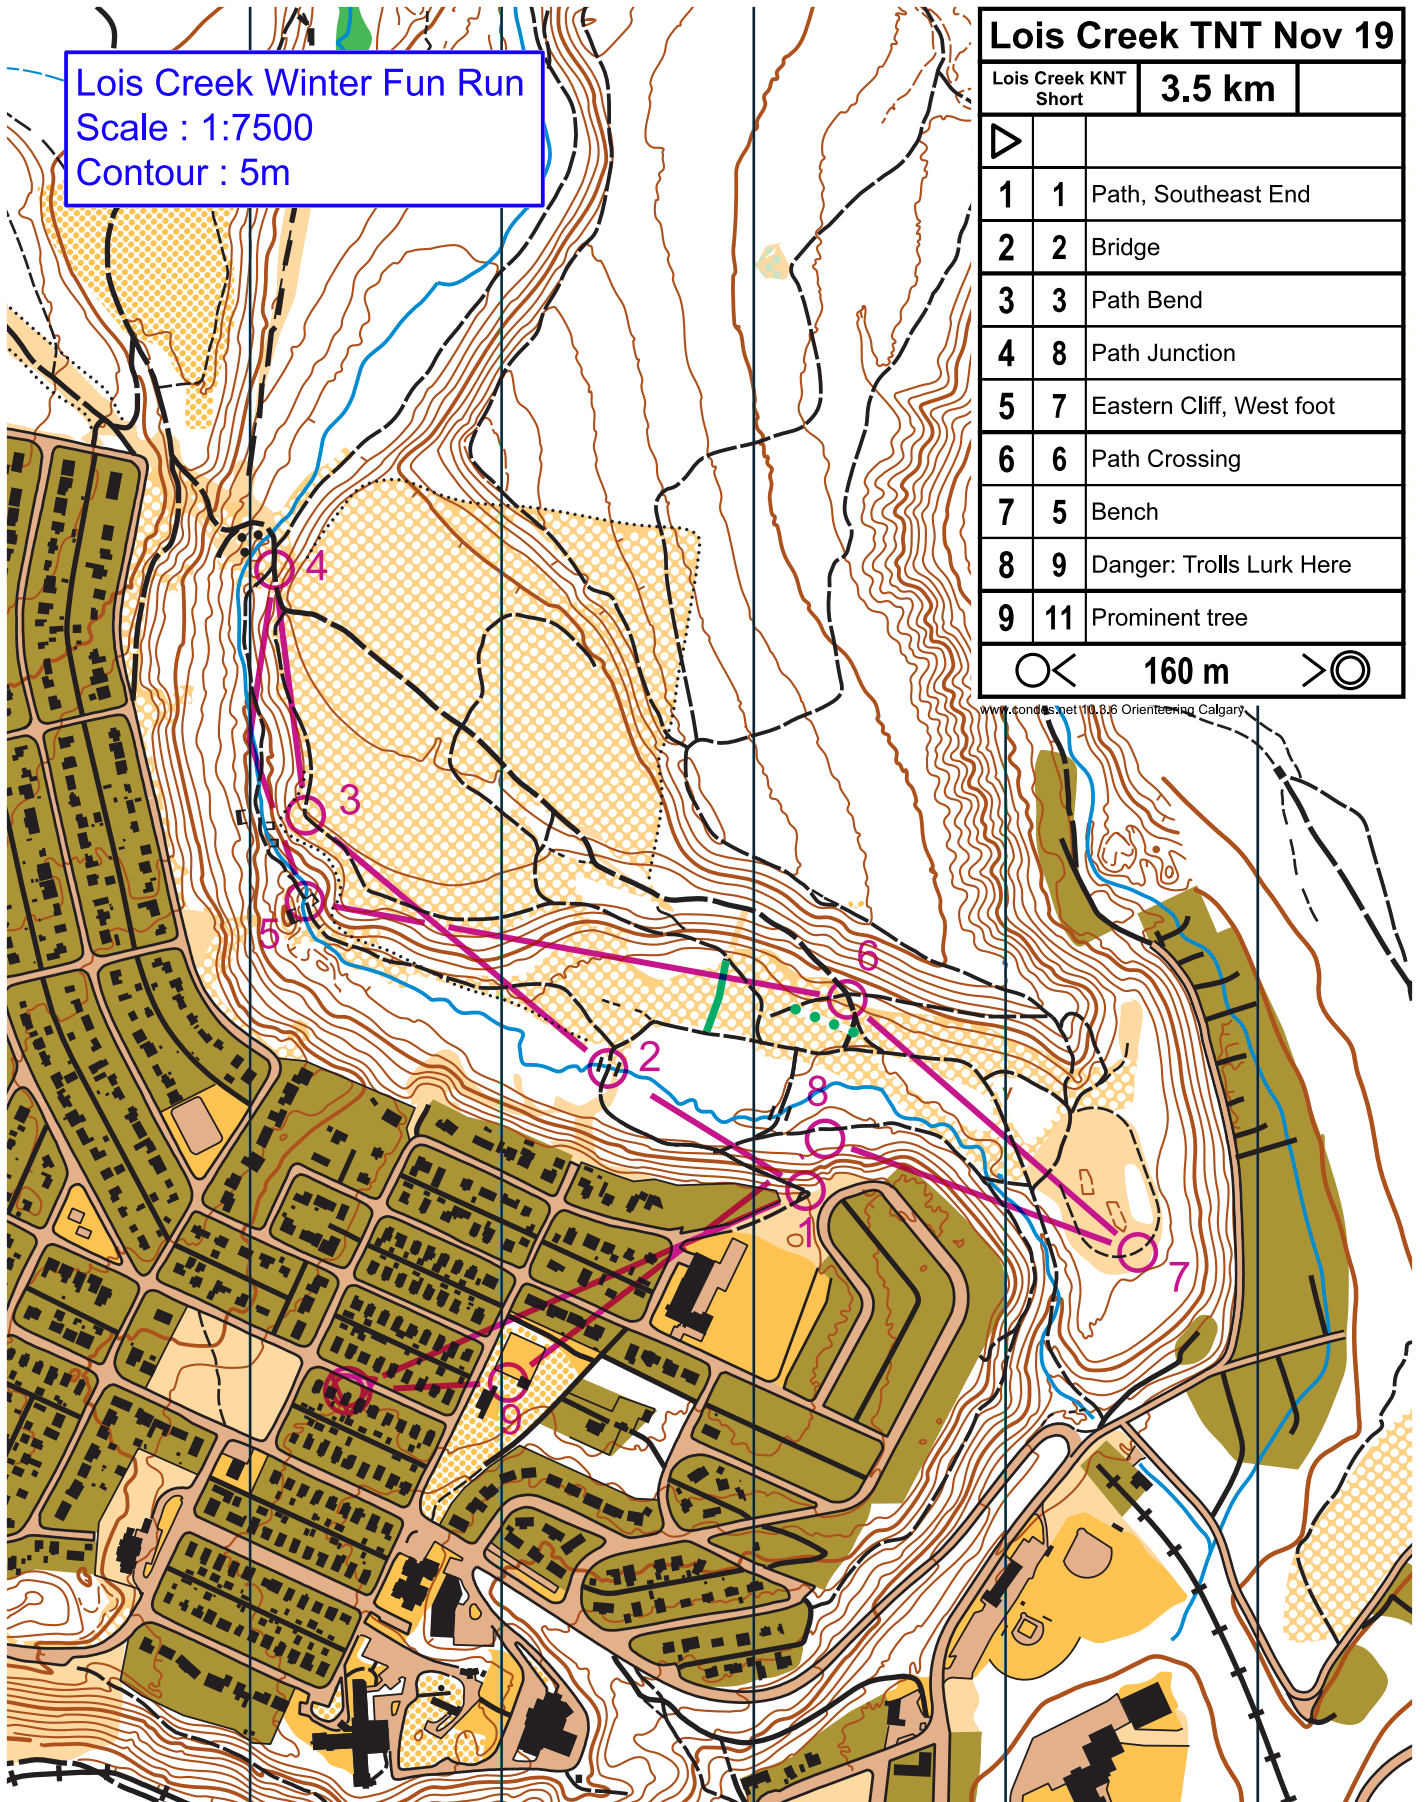 Lois Creek Winter Fun Run
Scale : 1:7500
Contour : 5m
Lois Creek TNT Nov 19
Lois Creek KNT
Short
3.5 km
1 1 Path, Southeast End
2 2 Bridge
3 3 Path Bend
4 8 Path Junction
5 7 Eastern Cliff, West foot
6 6 Path Crossing
7 5 Bench
8 9 Danger: Trolls Lurk Here
9 11 Prominent tree
160 m
www.condes.net 10.3.6 Orienteering Calgary
4
3
5
6
2
8
1
7
9